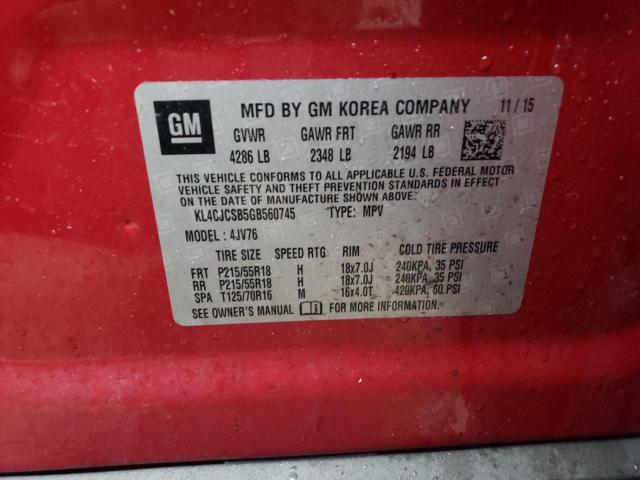 GM
MFD BY GM KOREA COMPANY 11/15
GVWR GAWR FRT GAWR RR
4286 LB 2348 LB 2194 LB
THIS VEHICLE CONFORMS TO ALL APPLICABLE U.S. FEDERAL MOTOR
VEHICLE SAFETY AND THEFT PREVENTION STANDARDS IN EFFECT
ON THE DATE OF MANUFACTURE SHOWN ABOVE.
KL4CJCSB5GB560745 TYPE: MPV
MODEL: 4JV76
TIRE SIZE SPEED RTG RIM COLD TIRE PRESSURE
FRT P215/55R18 H 18x7.0J 240KPA, 35 PSI
RR P215/55R18 H 18x7.0J 240KPA, 35 PSI
SPA T125/70R16 M 16x4.0T 420KPA, 60 PSI
SEE OWNER'S MANUAL FOR MORE INFORMATION.